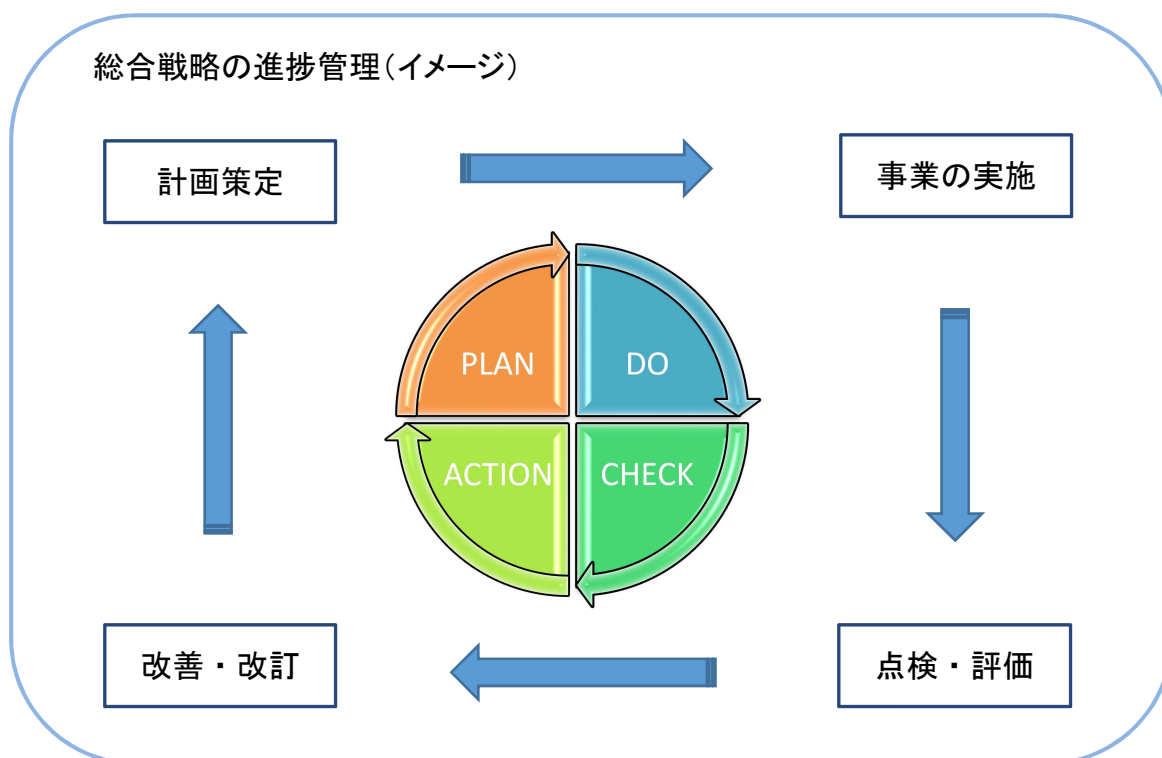 総合戦略の進捗管理(イメージ)
計画策定
事業の実施
PLAN
DO
ACTION
CHECK
改善・改訂
点検・評価